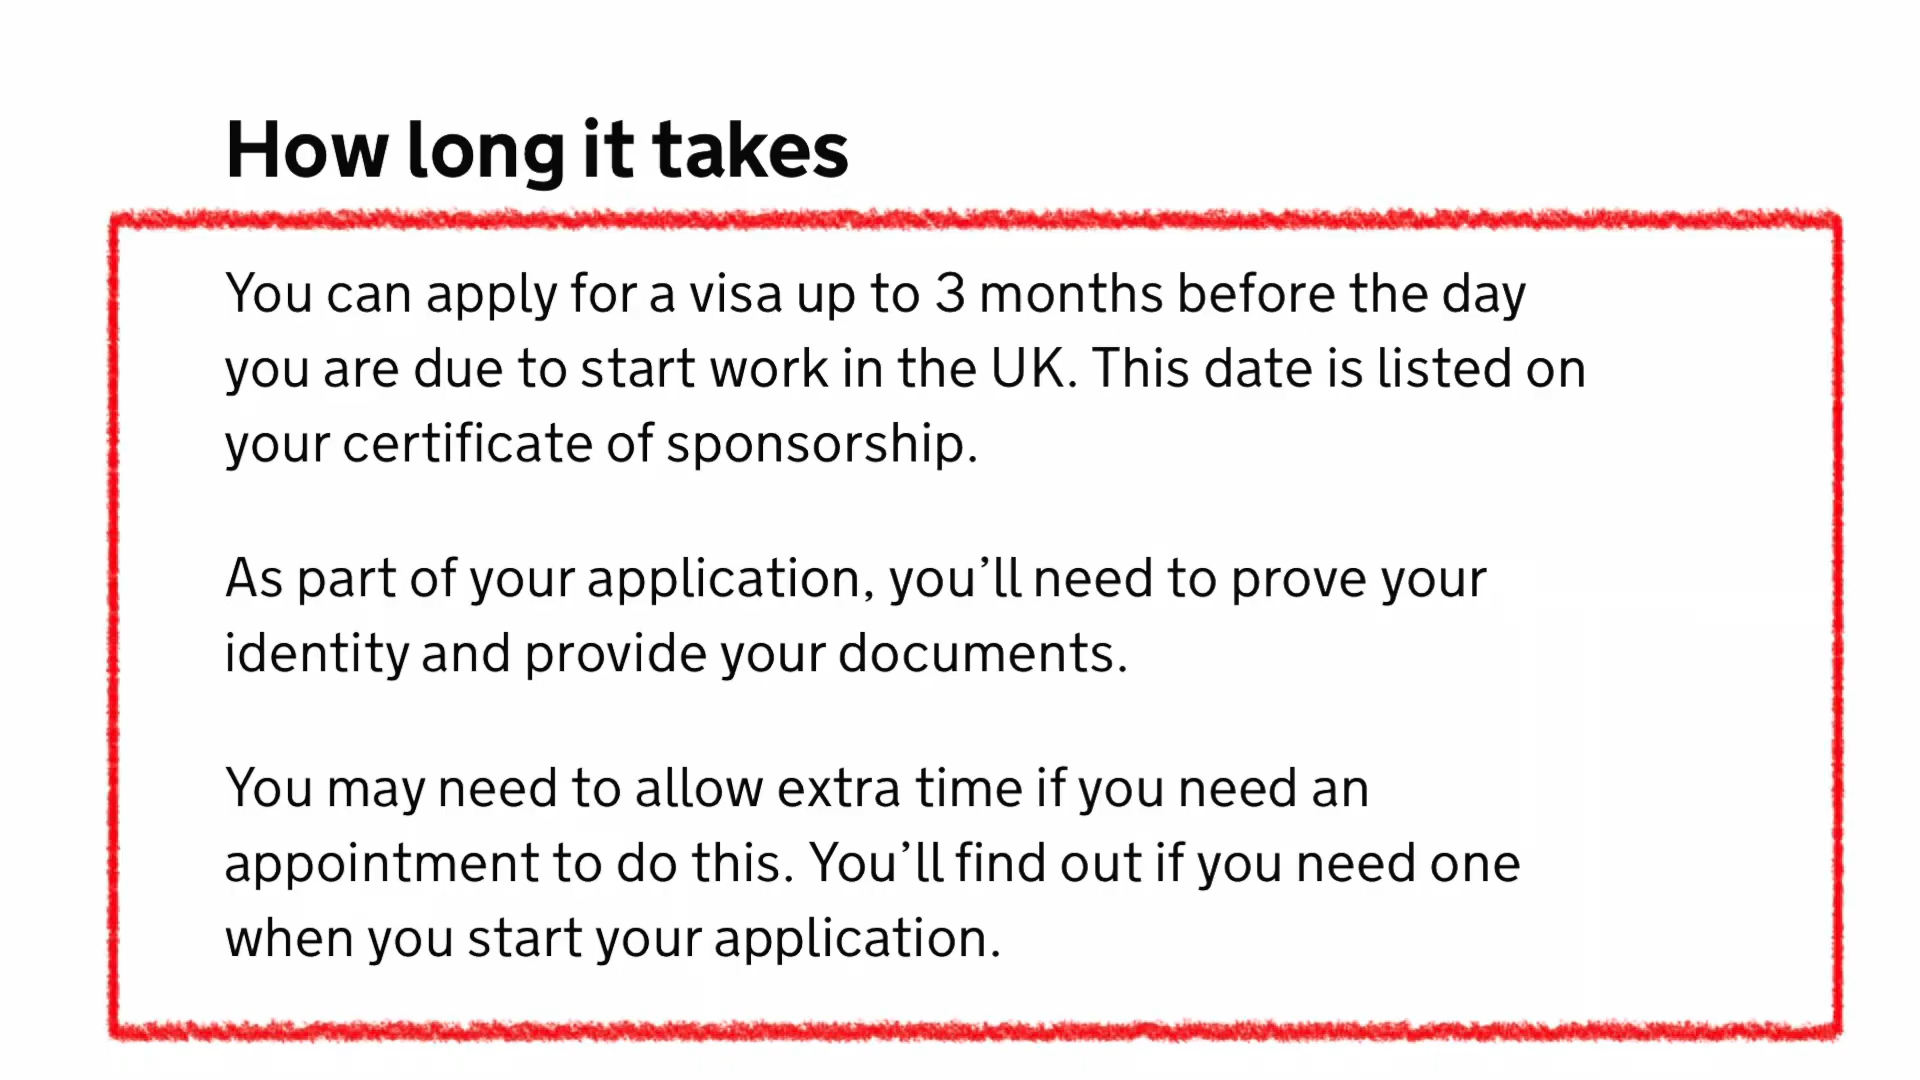 How long it takes
You can apply for a visa up to 3 months before the day
you are due to start work in the UK. This date is listed on
your certificate of sponsorship.
As part of your application, you’ll need to prove your
identity and provide your documents.
You may need to allow extra time if you need an
appointment to do this. You’ll find out if you need one
when you start your application.